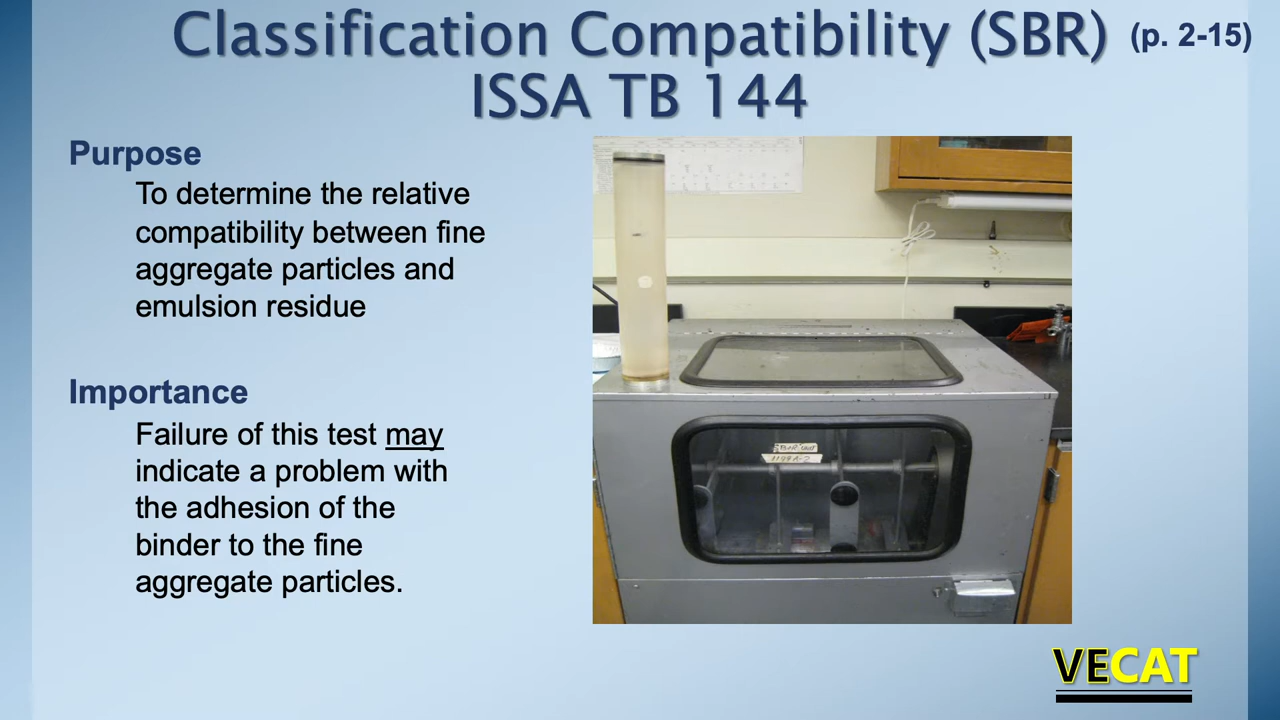 Classification Compatibility (SBR) (p. 2-15)
ISSA TB 144
Purpose
To determine the relative
compatibility between fine
aggregate particles and
emulsion residue
Importance
Failure of this test may
indicate a problem with
the adhesion of the
binder to the fine
aggregate particles.
VECAT